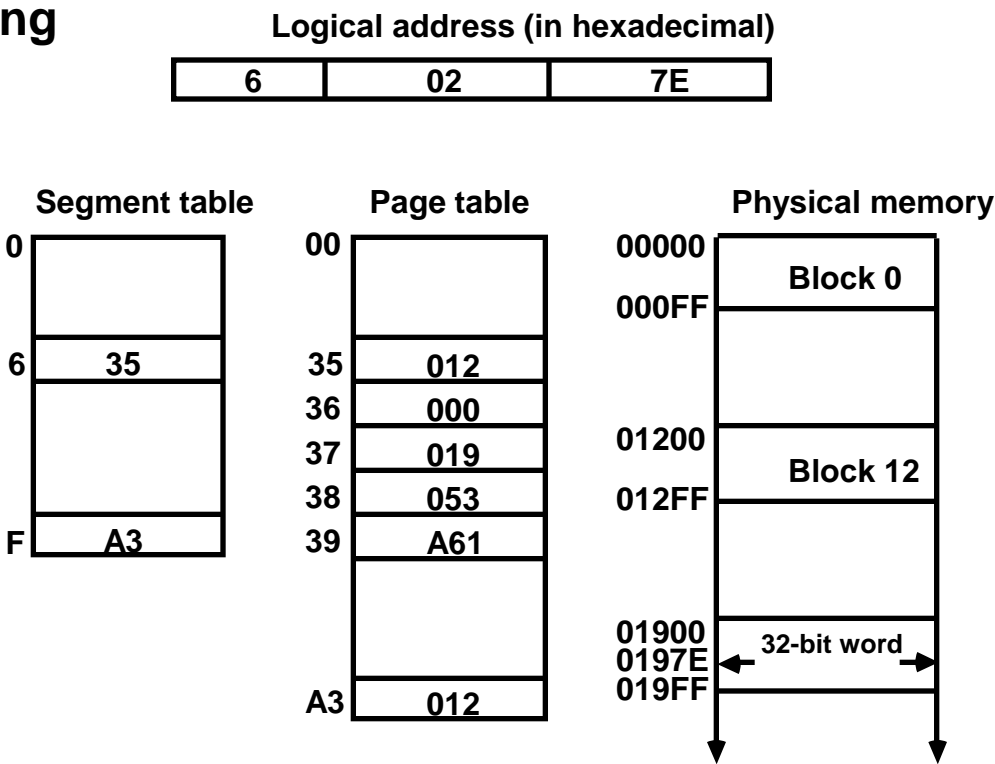 ng
Logical address (in hexadecimal)
6 02 7E
Segment table
0
6 35
F A3
Page table
00
35 012
36 000
37 019
38 053
39 A61
A3 012
Physical memory
00000
Block 0
000FF
01200
Block 12
012FF
01900
32-bit word
0197E
019FF